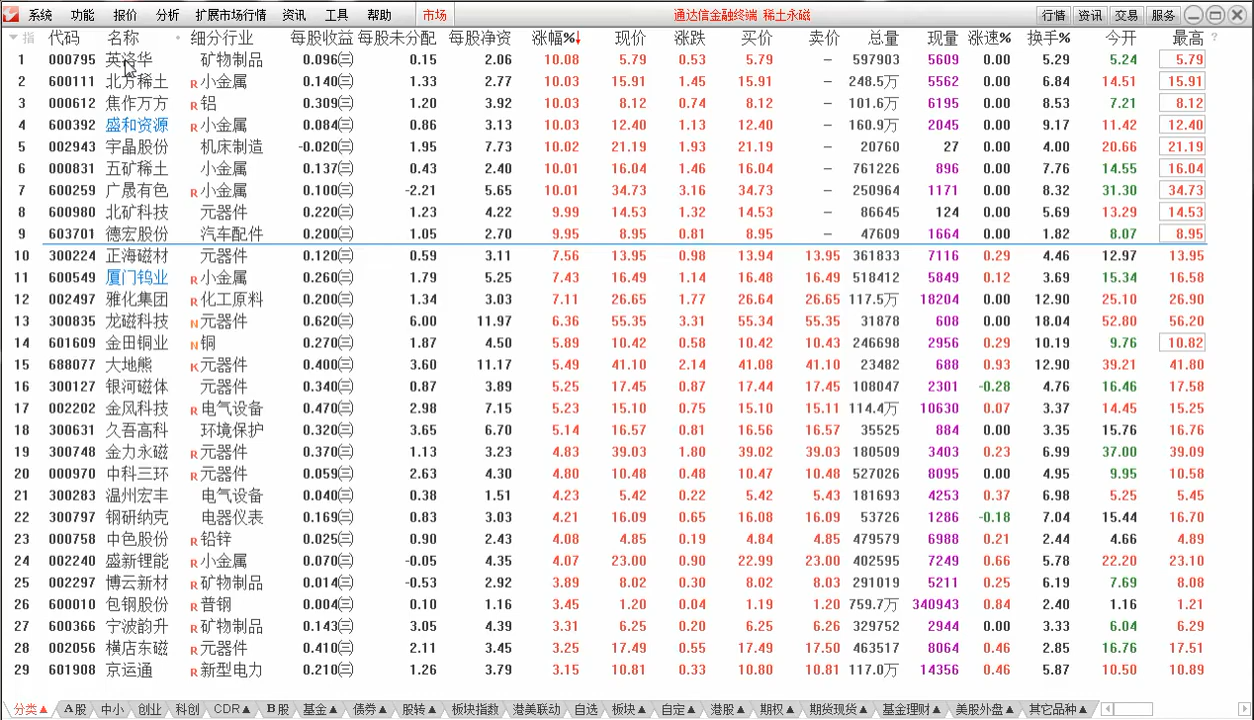 系统 功能 报价 分析 扩展市场行情 资讯 工具 帮助 市场 通达信金融终端 稀土永磁 行情 资讯 交易 服务
指 代码 名称 细分行业 每股收益 每股未分配 每股净资 涨幅%↓ 现价 涨跌 买价 卖价 总量 现量 涨速% 换手% 今开 最高 ?
1 000795 英洛华 矿物制品 0.096㈢ 0.15 2.06 10.08 5.79 0.53 5.79 – 597903 5609 0.00 5.29 5.24 5.79
2 600111 北方稀土 R 小金属 0.140㈢ 1.33 2.77 10.03 15.91 1.45 15.91 – 248.5万 5562 0.00 6.84 14.51 15.91
3 000612 焦作万方 R 铝 0.309㈢ 1.20 3.92 10.03 8.12 0.74 8.12 – 101.6万 6195 0.00 8.53 7.21 8.12
4 600392 盛和资源 R 小金属 0.084㈢ 0.86 3.13 10.03 12.40 1.13 12.40 – 160.9万 2045 0.00 9.17 11.42 12.40
5 002943 宇晶股份 机床制造 -0.020㈢ 1.95 7.73 10.02 21.19 1.93 21.19 – 20760 27 0.00 4.00 20.66 21.19
6 000831 五矿稀土 小金属 0.137㈢ 0.43 2.40 10.01 16.04 1.46 16.04 – 761226 896 0.00 7.76 14.55 16.04
7 600259 广晟有色 R 小金属 0.100㈢ -2.21 5.65 10.01 34.73 3.16 34.73 – 250964 1171 0.00 8.32 31.30 34.73
8 600980 北矿科技 元器件 0.220㈢ 1.23 4.22 9.99 14.53 1.32 14.53 – 86645 124 0.00 5.69 13.29 14.53
9 603701 德宏股份 汽车配件 0.200㈢ 1.05 2.70 9.95 8.95 0.81 8.95 – 47609 1664 0.00 1.82 8.07 8.95
10 300224 正海磁材 元器件 0.120㈢ 0.59 3.11 7.56 13.95 0.98 13.94 13.95 361833 7116 0.29 4.46 12.97 13.95
11 600549 厦门钨业 R 小金属 0.260㈢ 1.79 5.25 7.43 16.49 1.14 16.48 16.49 518412 5849 0.12 3.69 15.34 16.58
12 002497 雅化集团 R 化工原料 0.200㈢ 1.34 3.03 7.11 26.65 1.77 26.64 26.65 117.5万 18204 0.00 12.90 25.10 26.90
13 300835 龙磁科技 N 元器件 0.620㈢ 6.00 11.97 6.36 55.35 3.31 55.34 55.35 31878 608 0.00 18.04 52.80 56.20
14 601609 金田铜业 N 铜 0.270㈢ 1.87 4.50 5.89 10.42 0.58 10.42 10.43 246698 2956 0.29 10.19 9.76 10.82
15 688077 大地熊 K 元器件 0.400㈢ 3.60 11.17 5.49 41.10 2.14 41.08 41.10 23482 688 0.93 12.90 39.21 41.80
16 300127 银河磁体 元器件 0.340㈢ 0.87 3.89 5.25 17.45 0.87 17.44 17.45 108047 2301 -0.28 4.76 16.46 17.58
17 002202 金风科技 R 电气设备 0.470㈢ 2.98 7.15 5.23 15.10 0.75 15.10 15.11 114.4万 10630 0.07 3.37 14.45 15.25
18 300631 久吾高科 环境保护 0.320㈢ 3.65 6.70 5.14 16.57 0.81 16.56 16.57 35525 884 0.00 3.35 15.76 16.76
19 300748 金力永磁 R 元器件 0.370㈢ 1.13 3.23 4.83 39.03 1.80 39.02 39.03 180509 3403 0.23 6.99 37.00 39.09
20 000970 中科三环 R 元器件 0.059㈢ 2.63 4.30 4.80 10.48 0.48 10.47 10.48 527026 8095 0.00 4.95 9.95 10.58
21 300283 温州宏丰 电气设备 0.040㈢ 0.38 1.51 4.23 5.42 0.22 5.42 5.43 181693 4253 0.37 6.98 5.25 5.45
22 300797 钢研纳克 电器仪表 0.169㈢ 0.83 3.03 4.21 16.09 0.65 16.08 16.09 53726 1286 -0.18 7.04 15.44 16.70
23 000758 中色股份 R 铅锌 0.025㈢ 0.90 2.43 4.08 4.85 0.19 4.84 4.85 479579 6988 0.21 2.44 4.66 4.89
24 002240 盛新锂能 R 小金属 0.070㈢ -0.05 4.35 4.07 23.00 0.90 22.99 23.00 402595 7249 0.66 5.78 22.20 23.10
25 002297 博云新材 R 矿物制品 0.014㈢ -0.53 2.92 3.89 8.02 0.30 8.02 8.03 291019 5211 0.25 6.19 7.69 8.08
26 600010 包钢股份 R 普钢 0.004㈢ 0.10 1.16 3.45 1.20 0.04 1.19 1.20 759.7万 340943 0.84 2.40 1.16 1.21
27 600366 宁波韵升 R 矿物制品 0.143㈢ 3.05 4.39 3.31 6.25 0.20 6.25 6.26 329752 2944 0.00 3.33 6.04 6.29
28 002056 横店东磁 R 元器件 0.410㈢ 2.11 3.45 3.25 17.49 0.55 17.49 17.50 463517 8064 0.46 2.85 16.76 17.51
29 601908 京运通 R 新型电力 0.210㈢ 1.26 3.79 3.15 10.81 0.33 10.80 10.81 117.0万 14356 0.46 5.87 10.50 10.89
分类▲ A股 中小 创业 科创 CDR▲ B股 基金▲ 债券▲ 股转▲ 板块指数 港美联动 自选 板块▲ 自定▲ 港股▲ 期权▲ 期货现货▲ 基金理财▲ 美股外盘▲ 其它品种▲